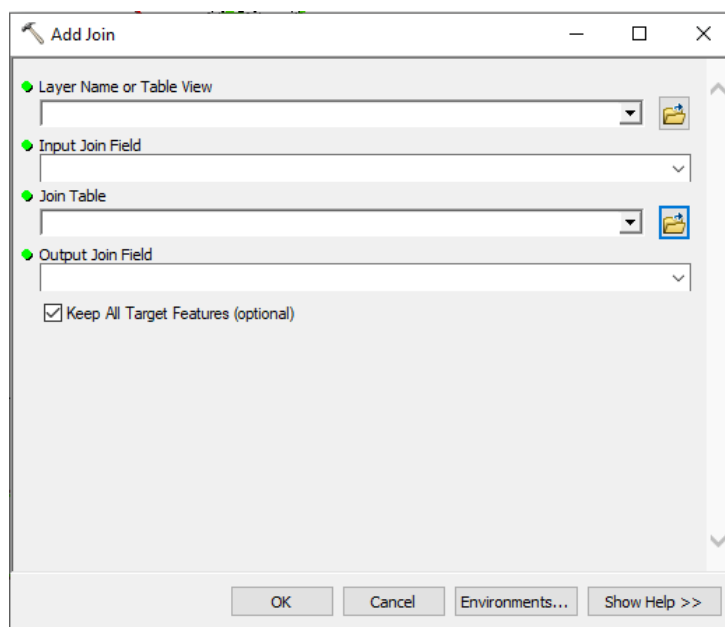 Add Join
Layer Name or Table View
Input Join Field
Join Table
Output Join Field
Keep All Target Features (optional)
OK Cancel Environments... Show Help >>